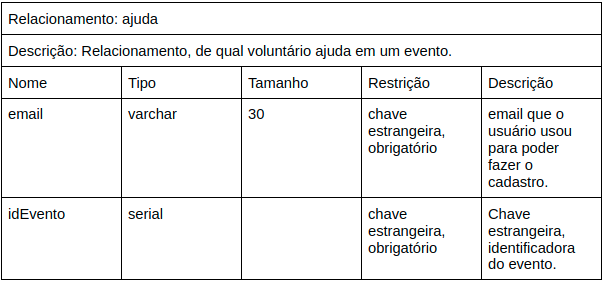 Relacionamento: ajuda
Descrição: Relacionamento, de qual voluntário ajuda em um evento.
Nome Tipo Tamanho Restrição Descrição
email varchar 30 chave estrangeira, obrigatório email que o usuário usou para poder fazer o cadastro.
idEvento serial chave estrangeira, obrigatório Chave estrangeira, identificadora do evento.